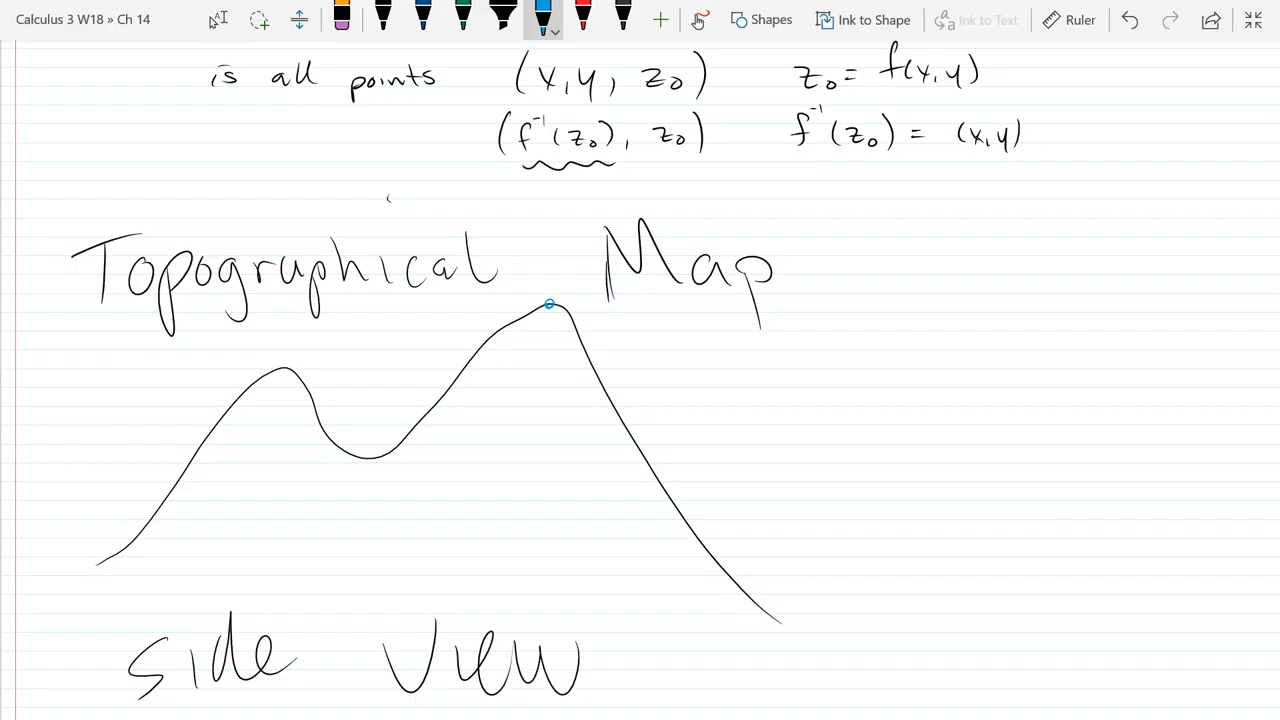 Calculus 3 W18 » Ch 14 Shapes Ink to Shape Ink to Text Ruler
is all points (x,y, z₀) z₀= f(x,y)
(f⁻¹(z₀), z₀) f⁻¹(z₀) = (x,y)
Topographical Map
side view